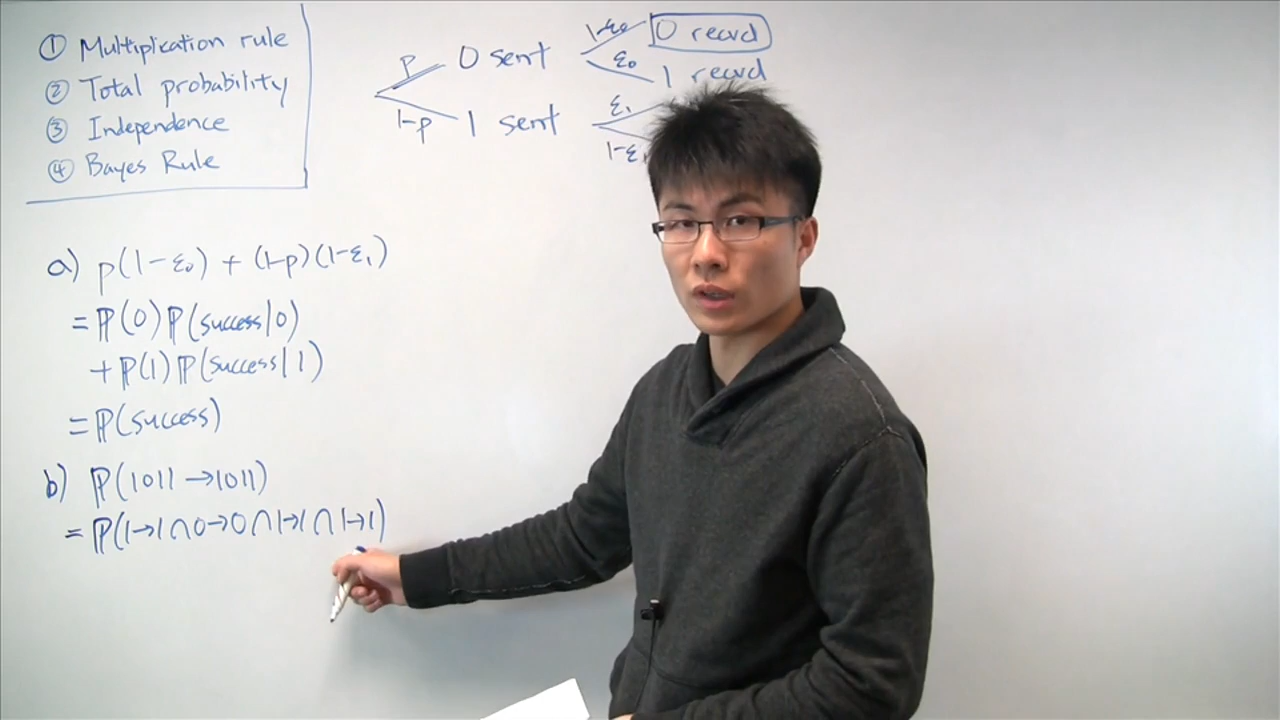 ① Multiplication rule
② Total probability
③ Independence
④ Bayes Rule
p
1-p
0 sent
1 sent
1-ε₀
ε₀
ε₁
1-ε₁
0 recvd
1 recvd
a) p(1-ε₀) + (1-p)(1-ε₁)
= ℙ(0)ℙ(success|0)
+ ℙ(1)ℙ(success|1)
= ℙ(success)
b) ℙ(1011→1011)
= ℙ(1→1∩0→0∩1→1∩1→1)